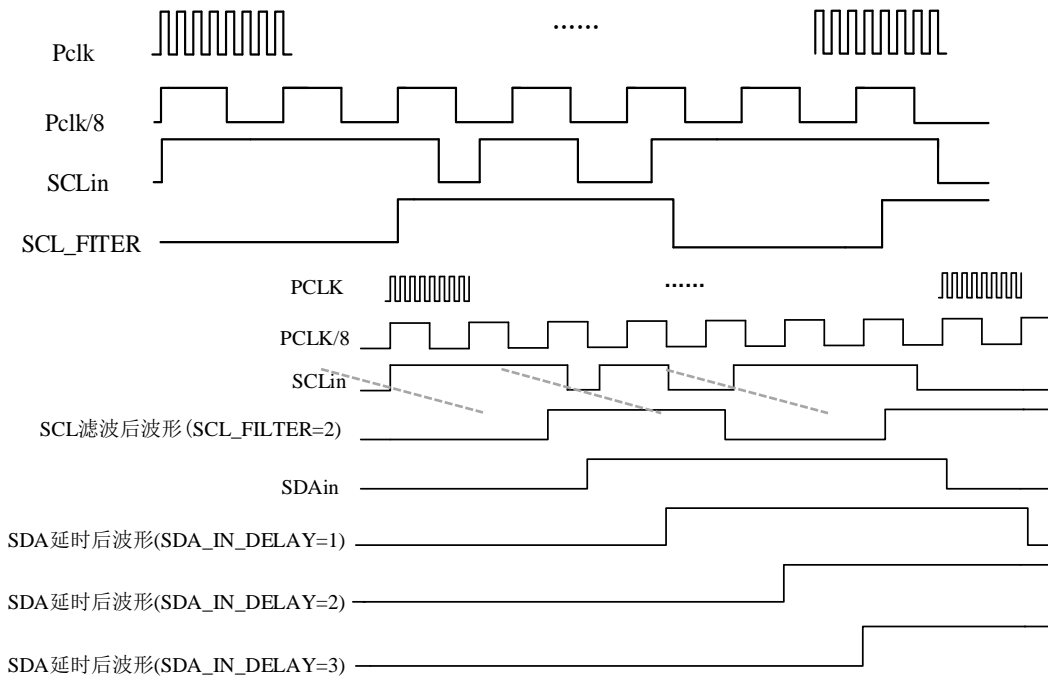 ......
Pclk
Pclk/8
SCLin
SCL_FITER
PCLK
......
PCLK/8
SCLin
SCL滤波后波形(SCL_FILTER=2)
SDAin
SDA延时后波形(SDA_IN_DELAY=1)
SDA延时后波形(SDA_IN_DELAY=2)
SDA延时后波形(SDA_IN_DELAY=3)